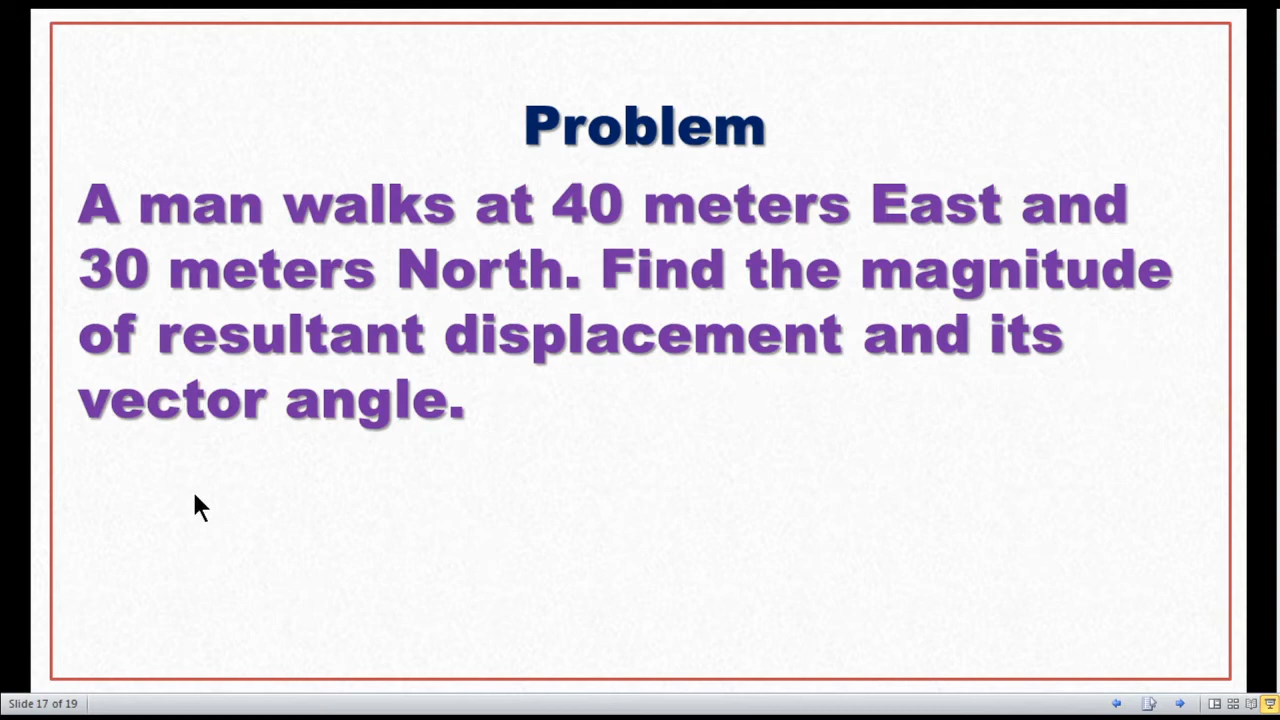 Problem
A man walks at 40 meters East and
30 meters North. Find the magnitude
of resultant displacement and its
vector angle.
Slide 17 of 19